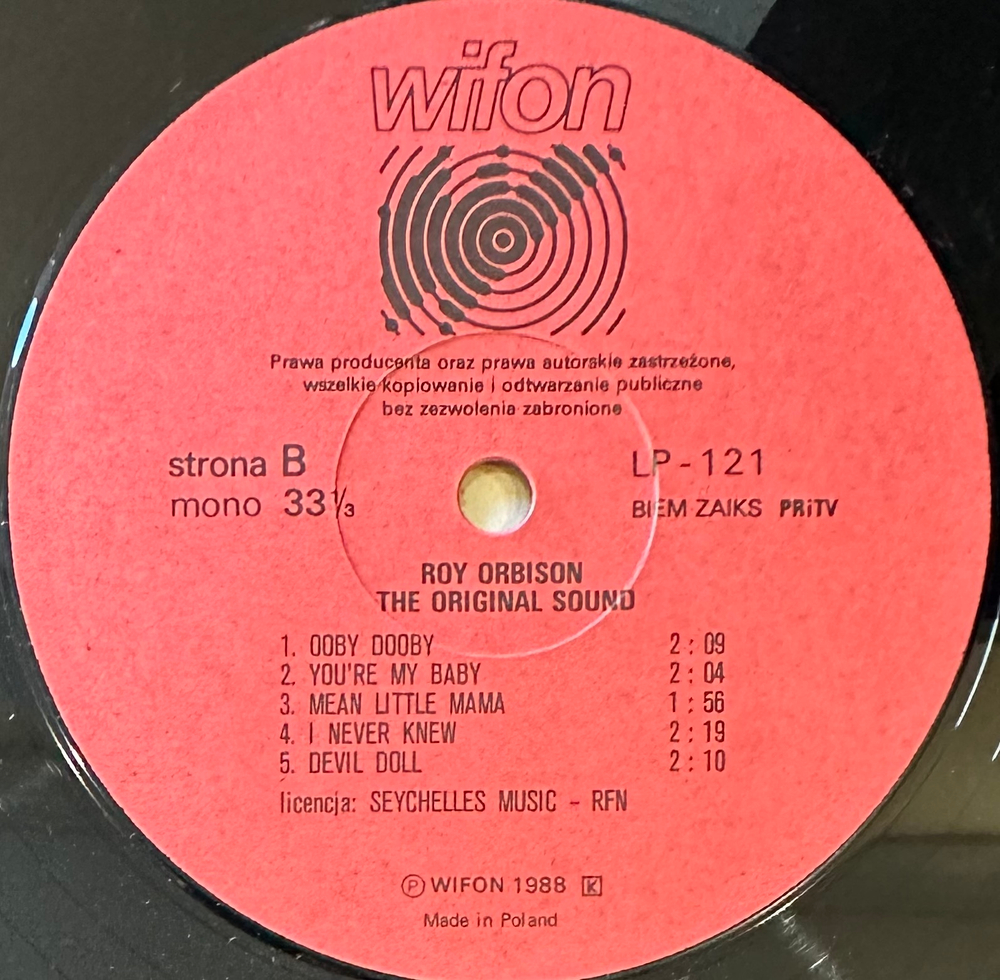 wifon
Prawa producenta oraz prawa autorskie zastrzeżone,
wszelkie kopiowanie i odtwarzanie publiczne
bez zezwolenia zabronione
strona B
mono 33⅓
LP-121
BIEM ZAIKS PRiTV
ROY ORBISON
THE ORIGINAL SOUND
1. OOBY DOOBY 2:09
2. YOU'RE MY BABY 2:04
3. MEAN LITTLE MAMA 1:56
4. I NEVER KNEW 2:19
5. DEVIL DOLL 2:10
licencja: SEYCHELLES MUSIC - RFN
Ⓟ WIFON 1988 K
Made in Poland